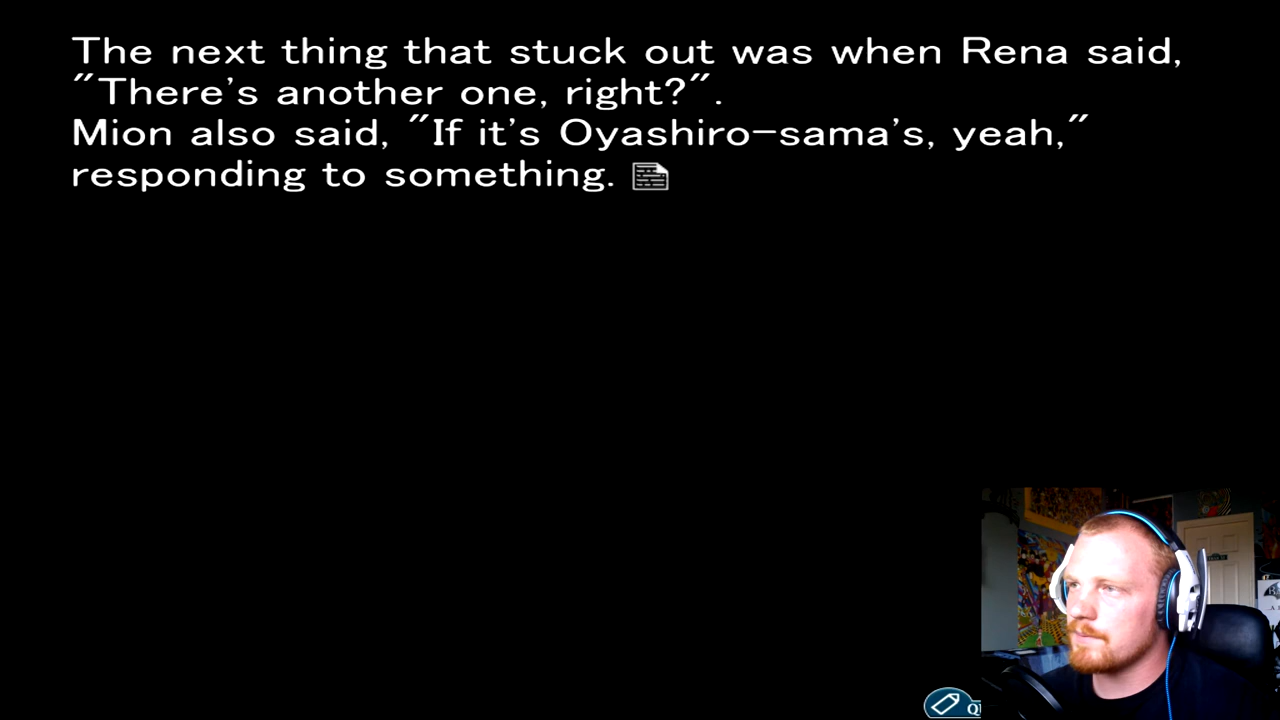 The next thing that stuck out was when Rena said,
"There's another one, right?".
Mion also said, "If it's Oyashiro-sama's, yeah,"
responding to something.